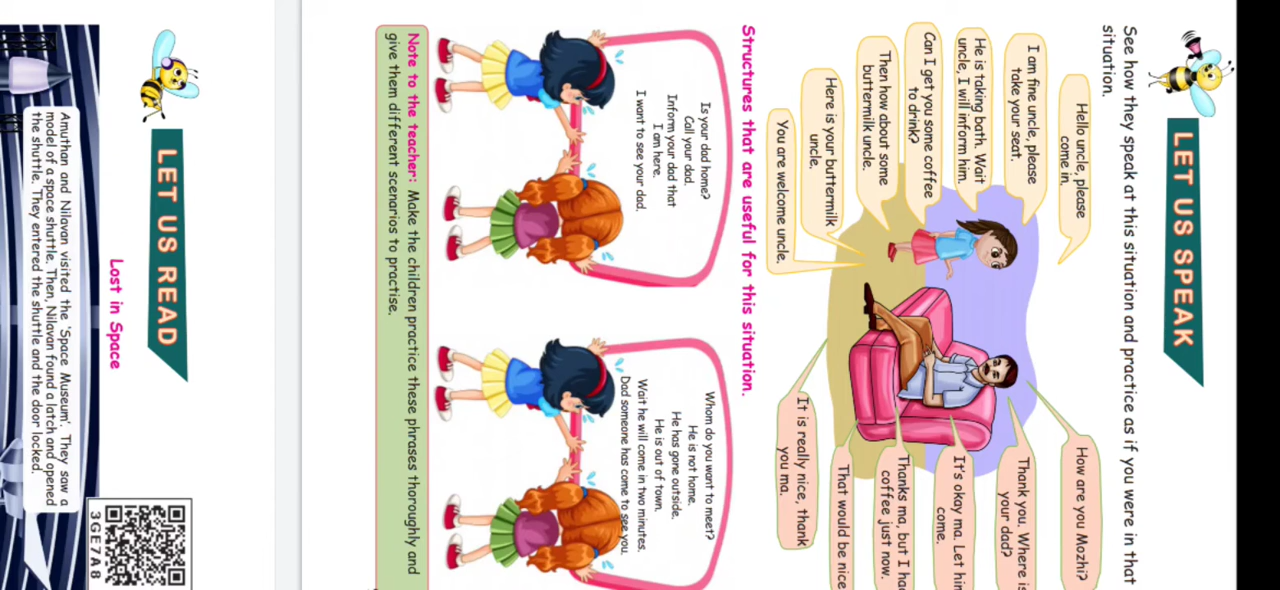 LET US SPEAK
See how they speak at this situation and practice as if you were in that
situation.
Hello uncle, please
come in.
How are you Mozhi?
I am fine uncle, please
take your seat.
Thank you. Where is
your dad?
He is taking bath. Wait
uncle, I will inform him.
It's okay ma. Let him
come.
Can I get you some coffee
to drink?
Thanks ma, but I ha
coffee just now.
Then how about some
buttermilk uncle.
That would be nice
Here is your buttermilk
uncle.
It is really nice, thank
you ma.
You are welcome uncle.
Structures that are useful for this situation.
Is your dad home?
Call your dad.
Inform your dad that
I am here.
I want to see your dad.
Whom do you want to meet?
He is not home.
He has gone outside.
He is out of town.
Wait he will come in two minutes.
Dad someone has come to see you.
Note to the teacher: Make the children practice these phrases thoroughly and
give them different scenarios to practise.
LET US READ
Lost in Space
Amuthan and Nilavan visited the 'Space Museum'. They saw a
model of a space shuttle. Then, Nilavan found a latch and opened
the shuttle. They entered the shuttle and the door locked.
3GE7A8